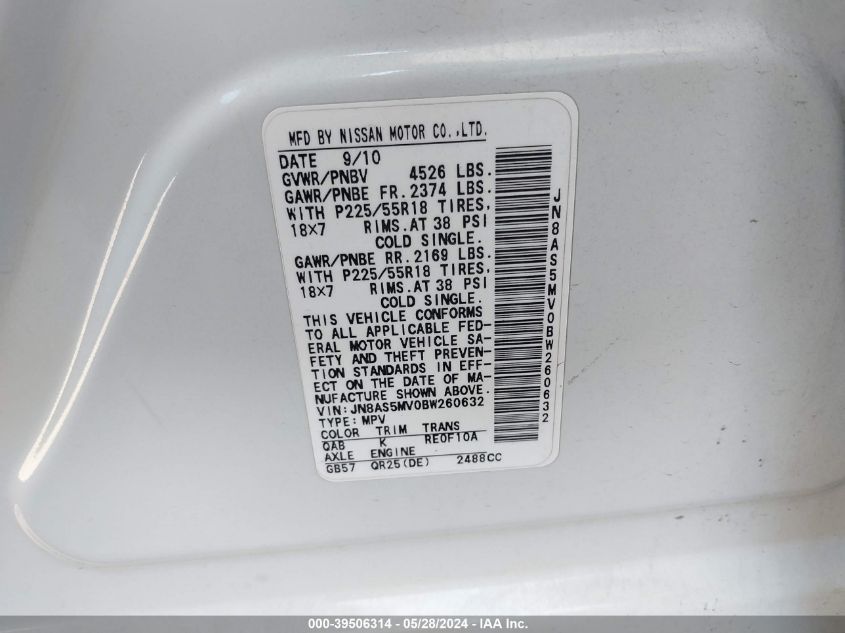 MFD BY NISSAN MOTOR CO.,LTD.
DATE 9/10
GVWR/PNBV 4526 LBS.
GAWR/PNBE FR. 2374 LBS.
WITH P225/55R18 TIRES,
18X7 RIMS.AT 38 PSI
COLD SINGLE.
GAWR/PNBE RR. 2169 LBS.
WITH P225/55R18 TIRES,
18X7 RIMS.AT 38 PSI
COLD SINGLE.
THIS VEHICLE CONFORMS
TO ALL APPLICABLE FED-
ERAL MOTOR VEHICLE SA-
FETY AND THEFT PREVEN-
TION STANDARDS IN EFF-
ECT ON THE DATE OF MA-
NUFACTURE SHOWN ABOVE.
VIN: JN8AS5MV0BW260632
TYPE: MPV
COLOR TRIM TRANS
QAB K RE0F10A
AXLE ENGINE
GB57 QR25(DE) 2488CC
JN8AS5MV0BW260632
000-39506314 - 05/28/2024 - IAA Inc.